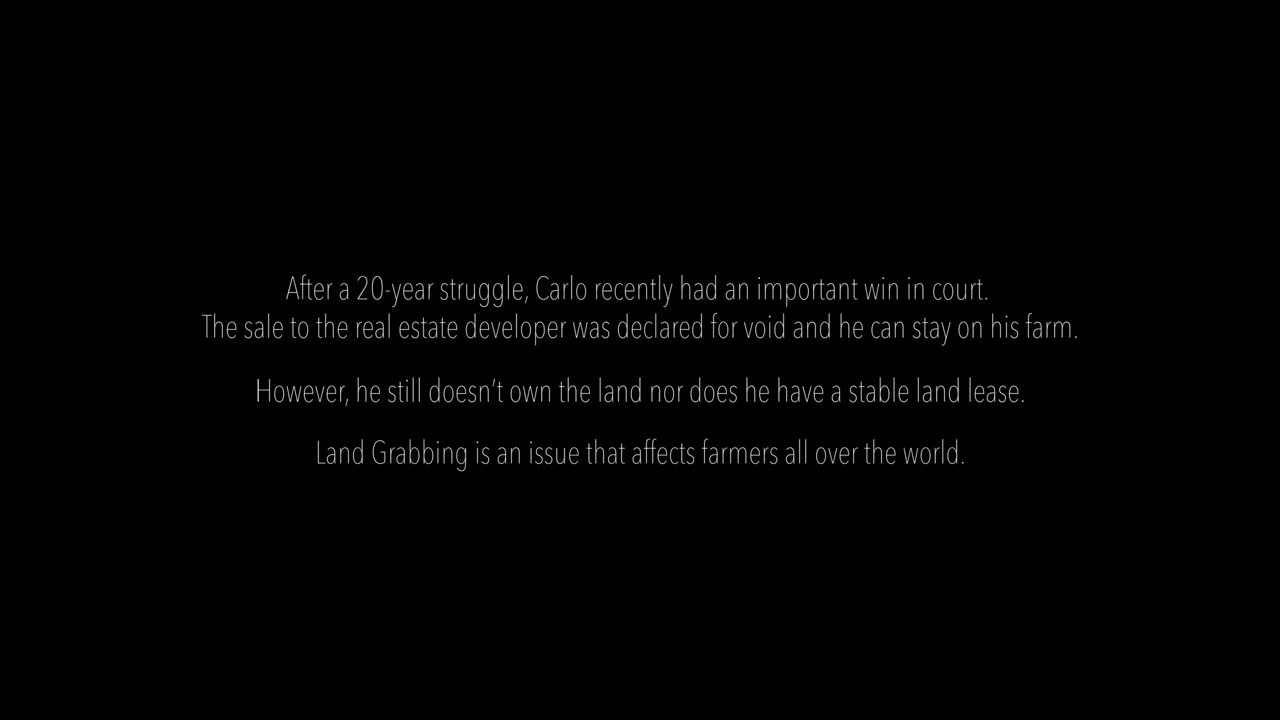 After a 20-year struggle, Carlo recently had an important win in court.
The sale to the real estate developer was declared for void and he can stay on his farm.
However, he still doesn’t own the land nor does he have a stable land lease.
Land Grabbing is an issue that affects farmers all over the world.